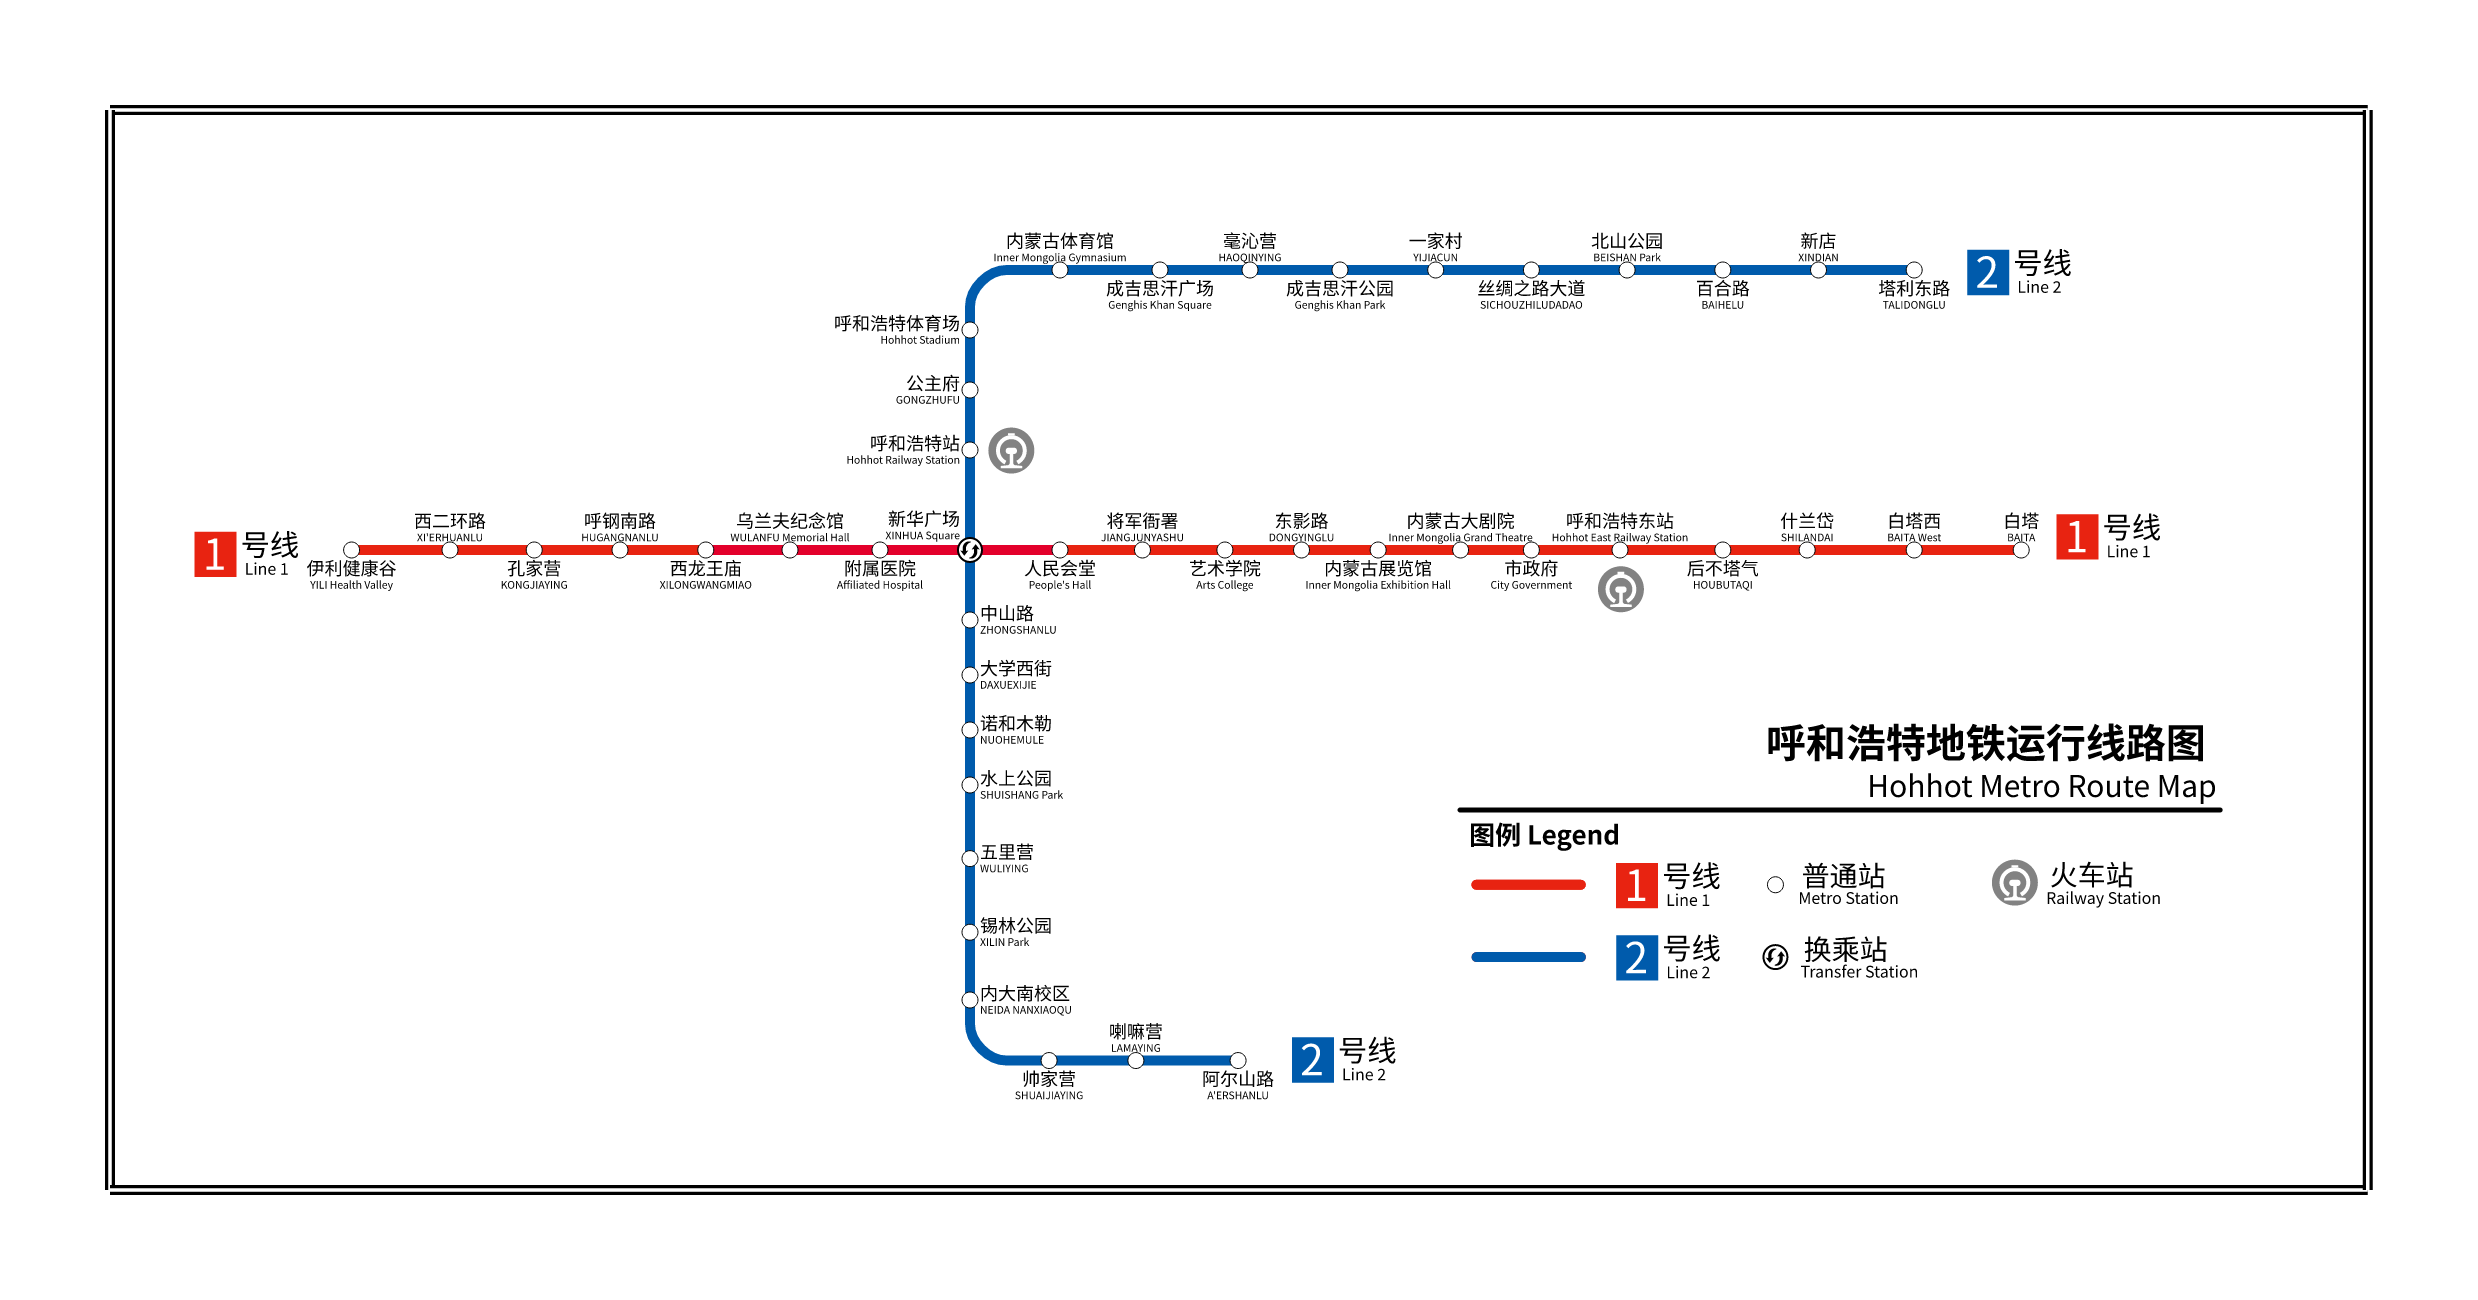 内蒙古体育馆
Inner Mongolia Gymnasium
毫沁营
HAOQINYING
一家村
YIJIACUN
北山公园
BEISHAN Park
新店
XINDIAN
2 号线
Line 2
成吉思汗广场
Genghis Khan Square
成吉思汗公园
Genghis Khan Park
丝绸之路大道
SICHOUZHILUDADAO
百合路
BAIHELU
塔利东路
TALIDONGLU
呼和浩特体育场
Hohhot Stadium
公主府
GONGZHUFU
呼和浩特站
Hohhot Railway Station
1 号线
Line 1
西二环路
XI'ERHUANLU
呼钢南路
HUGANGNANLU
乌兰夫纪念馆
WULANFU Memorial Hall
新华广场
XINHUA Square
将军衙署
JIANGJUNYASHU
东影路
DONGYINGLU
内蒙古大剧院
Inner Mongolia Grand Theatre
呼和浩特东站
Hohhot East Railway Station
什兰岱
SHILANDAI
白塔西
BAITA West
白塔
BAITA
1 号线
Line 1
伊利健康谷
YILI Health Valley
孔家营
KONGJIAYING
西龙王庙
XILONGWANGMIAO
附属医院
Affiliated Hospital
人民会堂
People's Hall
艺术学院
Arts College
内蒙古展览馆
Inner Mongolia Exhibition Hall
市政府
City Government
后不塔气
HOUBUTAQI
中山路
ZHONGSHANLU
大学西街
DAXUEXIJIE
诺和木勒
NUOHEMULE
水上公园
SHUISHANG Park
五里营
WULIYING
锡林公园
XILIN Park
内大南校区
NEIDA NANXIAOQU
喇嘛营
LAMAYING
帅家营
SHUAIJIAYING
阿尔山路
A'ERSHANLU
2 号线
Line 2
呼和浩特地铁运行线路图
Hohhot Metro Route Map
图例 Legend
1 号线
Line 1
普通站
Metro Station
火车站
Railway Station
2 号线
Line 2
换乘站
Transfer Station